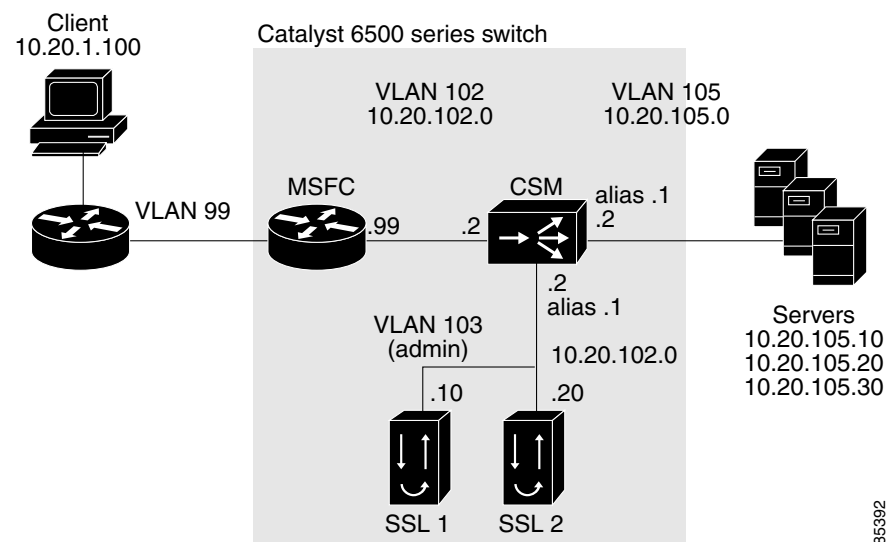 Client
10.20.1.100
Catalyst 6500 series switch
VLAN 102
10.20.102.0
VLAN 105
10.20.105.0
VLAN 99
MSFC
.99
.2
CSM
alias .1
.2
.2
alias .1
VLAN 103
(admin)
10.20.102.0
.10
.20
SSL 1
SSL 2
Servers
10.20.105.10
10.20.105.20
10.20.105.30